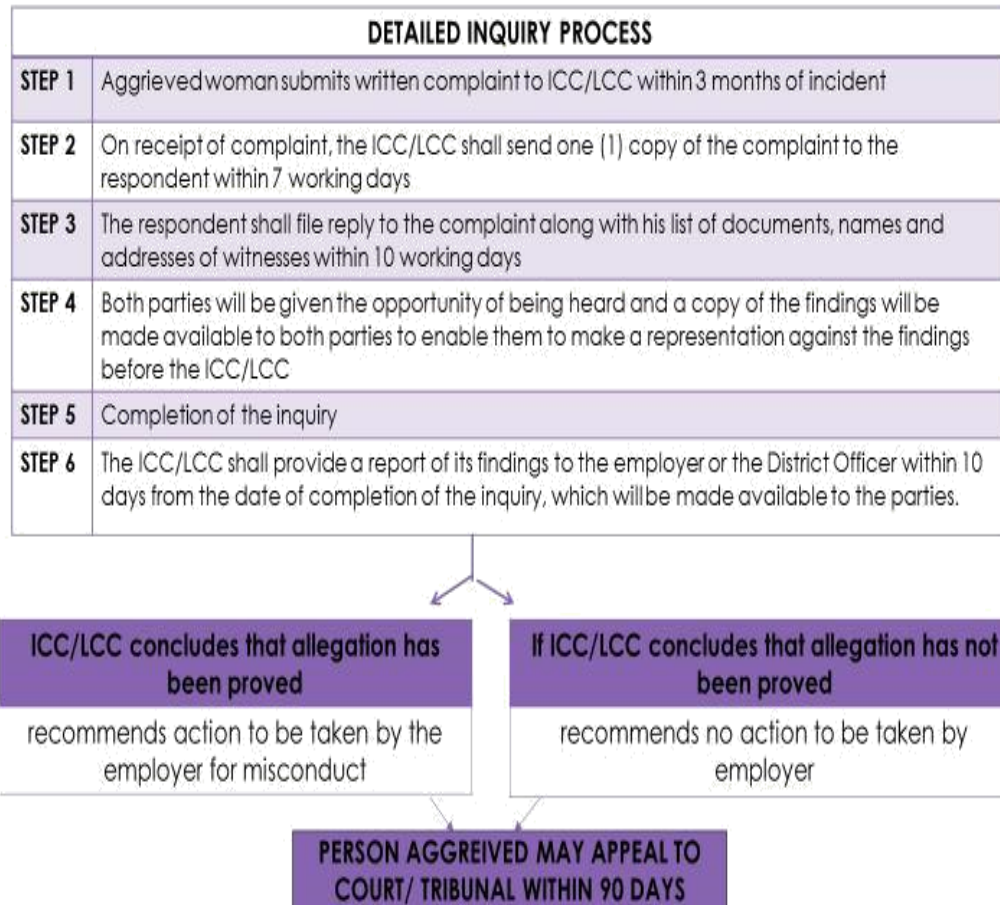 DETAILED INQUIRY PROCESS
STEP 1 Aggrieved woman submits written complaint to ICC/LCC within 3 months of incident
STEP 2 On receipt of complaint, the ICC/LCC shall send one (1) copy of the complaint to the
respondent within 7 working days
STEP 3 The respondent shall file reply to the complaint along with his list of documents, names and
addresses of witnesses within 10 working days
STEP 4 Both parties will be given the opportunity of being heard and a copy of the findings will be
made available to both parties to enable them to make a representation against the findings
before the ICC/LCC
STEP 5 Completion of the inquiry
STEP 6 The ICC/LCC shall provide a report of its findings to the employer or the District Officer within 10
days from the date of completion of the inquiry, which will be made available to the parties.
ICC/LCC concludes that allegation has
been proved
recommends action to be taken by the
employer for misconduct
If ICC/LCC concludes that allegation has not
been proved
recommends no action to be taken by
employer
PERSON AGGREIVED MAY APPEAL TO
COURT/ TRIBUNAL WITHIN 90 DAYS